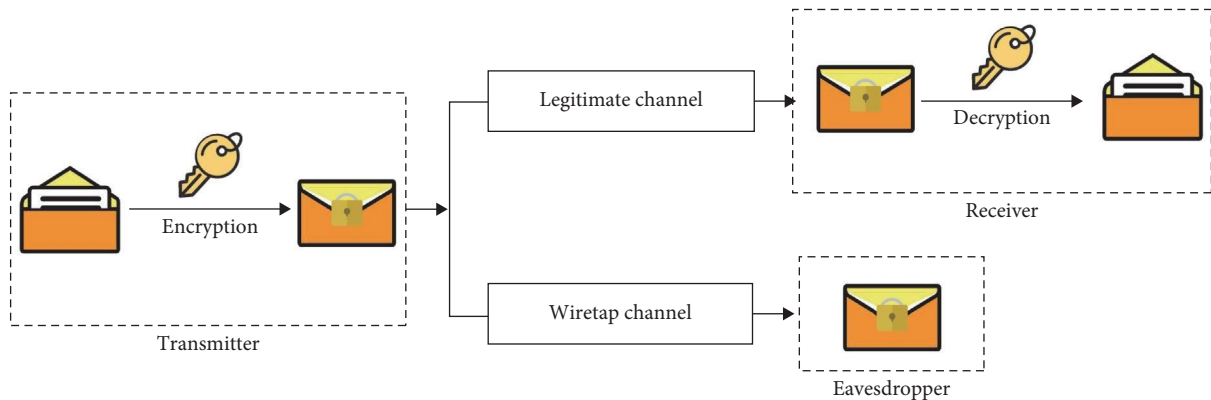 Legitimate channel
Decryption
Receiver
Encryption
Transmitter
Wiretap channel
Eavesdropper